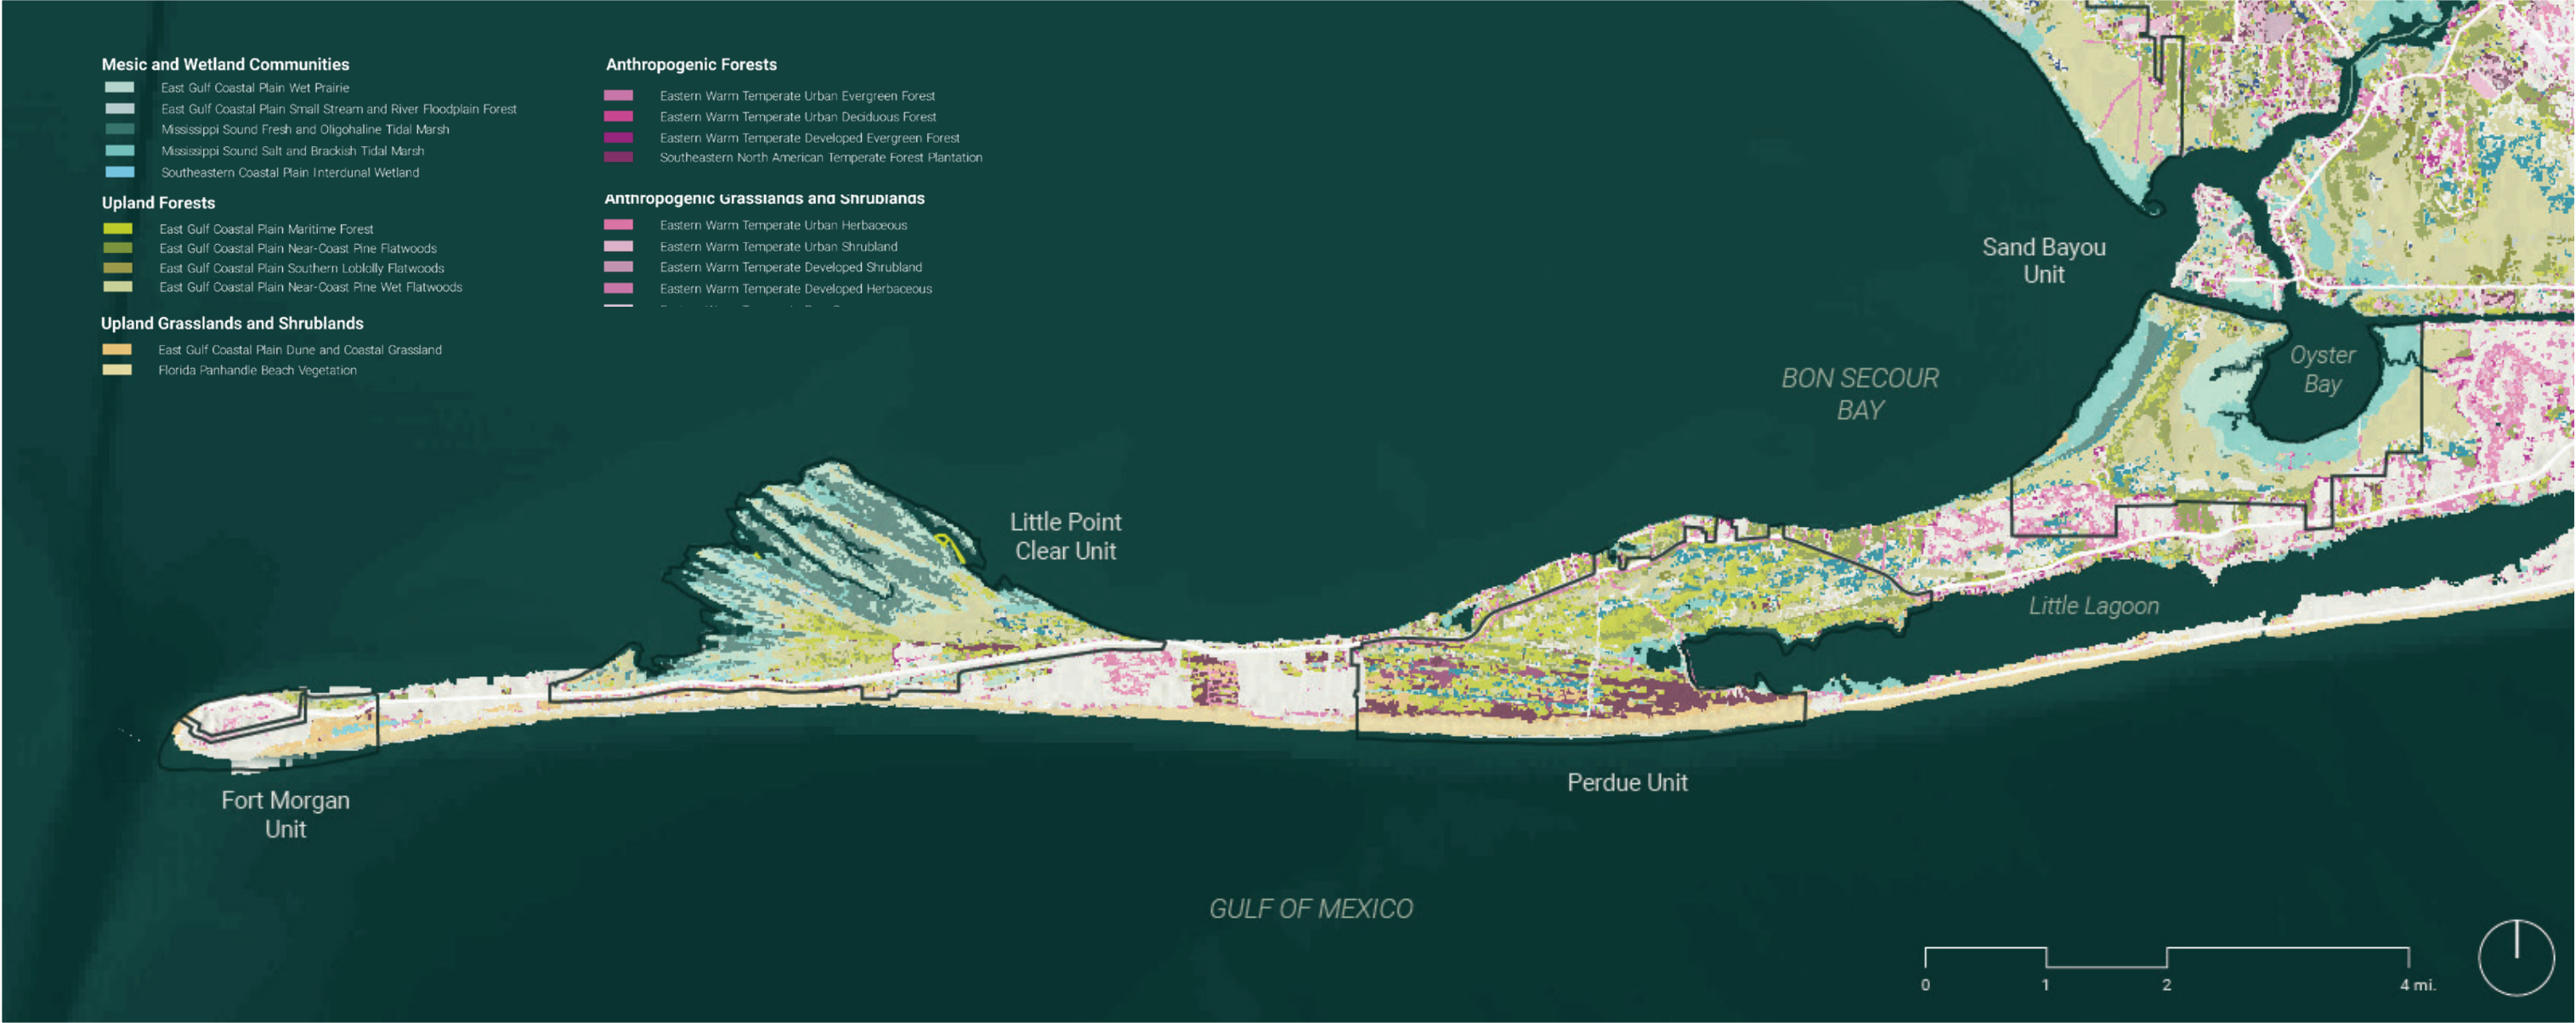 Mesic and Wetland Communities
East Gulf Coastal Plain Wet Prairie
East Gulf Coastal Plain Small Stream and River Floodplain Forest
Mississippi Sound Fresh and Oligohaline Tidal Marsh
Mississippi Sound Salt and Brackish Tidal Marsh
Southeastern Coastal Plain Interdunal Wetland
Upland Forests
East Gulf Coastal Plain Maritime Forest
East Gulf Coastal Plain Near-Coast Pine Flatwoods
East Gulf Coastal Plain Southern Loblolly Flatwoods
East Gulf Coastal Plain Near-Coast Pine Wet Flatwoods
Upland Grasslands and Shrublands
East Gulf Coastal Plain Dune and Coastal Grassland
Florida Panhandle Beach Vegetation
Anthropogenic Forests
Eastern Warm Temperate Urban Evergreen Forest
Eastern Warm Temperate Urban Deciduous Forest
Eastern Warm Temperate Developed Evergreen Forest
Southeastern North American Temperate Forest Plantation
Anthropogenic Grasslands and Shrublands
Eastern Warm Temperate Urban Herbaceous
Eastern Warm Temperate Urban Shrubland
Eastern Warm Temperate Developed Shrubland
Eastern Warm Temperate Developed Herbaceous
Sand Bayou
Unit
Oyster
Bay
BON SECOUR
BAY
Little Point
Clear Unit
Little Lagoon
Perdue Unit
Fort Morgan
Unit
GULF OF MEXICO
0 1 2 4 mi.